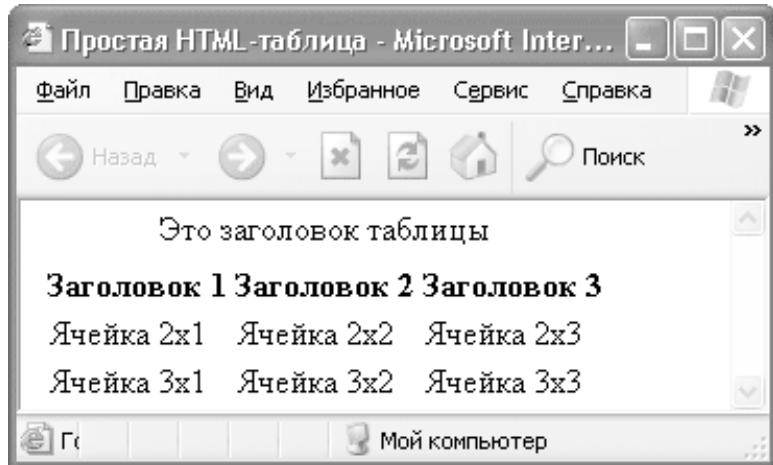 Простая HTML-таблица - Microsoft Inter...
Файл Правка Вид Избранное Сервис Справка
Назад Поиск
Это заголовок таблицы
Заголовок 1 Заголовок 2 Заголовок 3
Ячейка 2x1 Ячейка 2x2 Ячейка 2x3
Ячейка 3x1 Ячейка 3x2 Ячейка 3x3
Мой компьютер